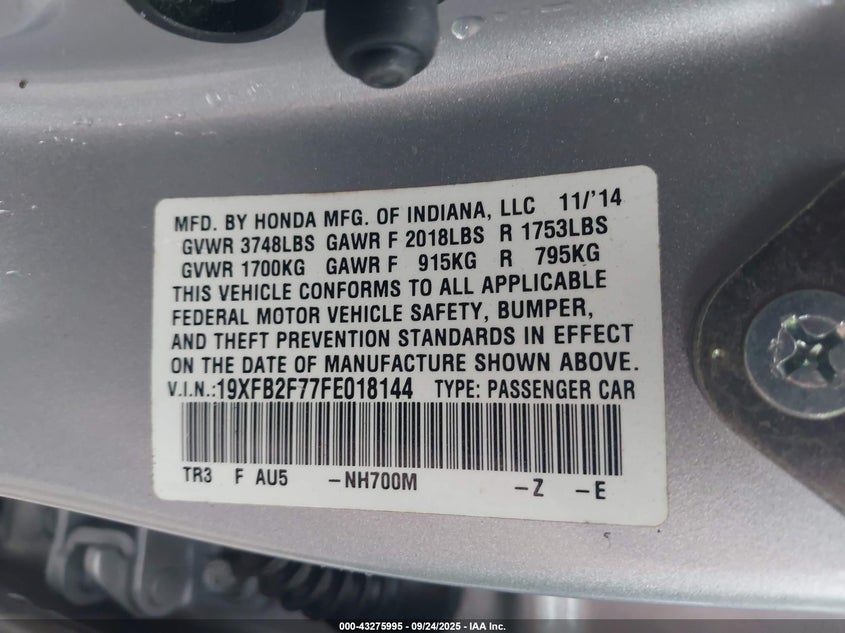 MFD. BY HONDA MFG. OF INDIANA, LLC 11/'14
GVWR 3748LBS GAWR F 2018LBS R 1753LBS
GVWR 1700KG GAWR F 915KG R 795KG
THIS VEHICLE CONFORMS TO ALL APPLICABLE
FEDERAL MOTOR VEHICLE SAFETY, BUMPER,
AND THEFT PREVENTION STANDARDS IN EFFECT
ON THE DATE OF MANUFACTURE SHOWN ABOVE.
V.I.N.:19XFB2F77FE018144 TYPE: PASSENGER CAR
TR3 F AU5 -NH700M -Z -E
000-43275995 - 09/24/2025 - IAA Inc.